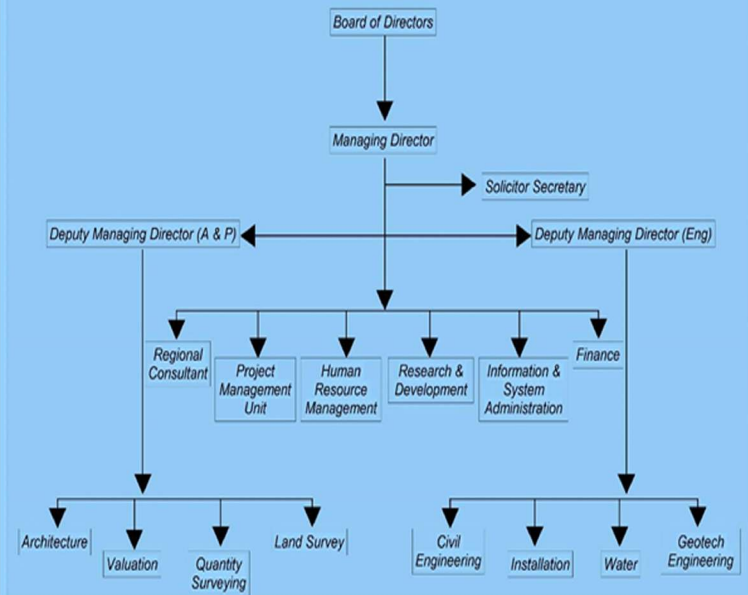 Board of Directors
Managing Director
Solicitor Secretary
Deputy Managing Director (A & P)
Deputy Managing Director (Eng)
Regional
Consultant
Project
Management
Unit
Human
Resource
Management
Research &
Development
Information &
System
Administration
Finance
Architecture
Valuation
Quantity
Surveying
Land Survey
Civil
Engineering
Installation
Water
Geotech
Engineering